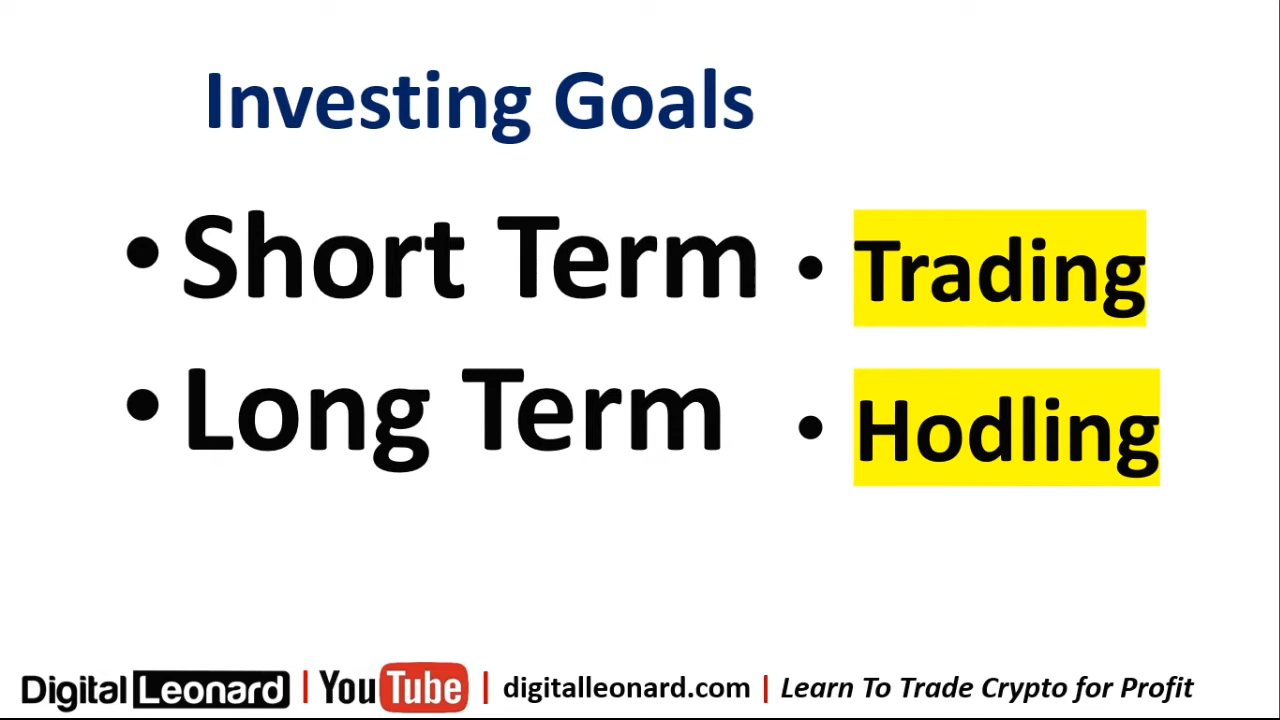 Investing Goals
• Short Term
• Trading
• Long Term
• Hodling
Digital Leonard | YouTube | digitalleonard.com | Learn To Trade Crypto for Profit